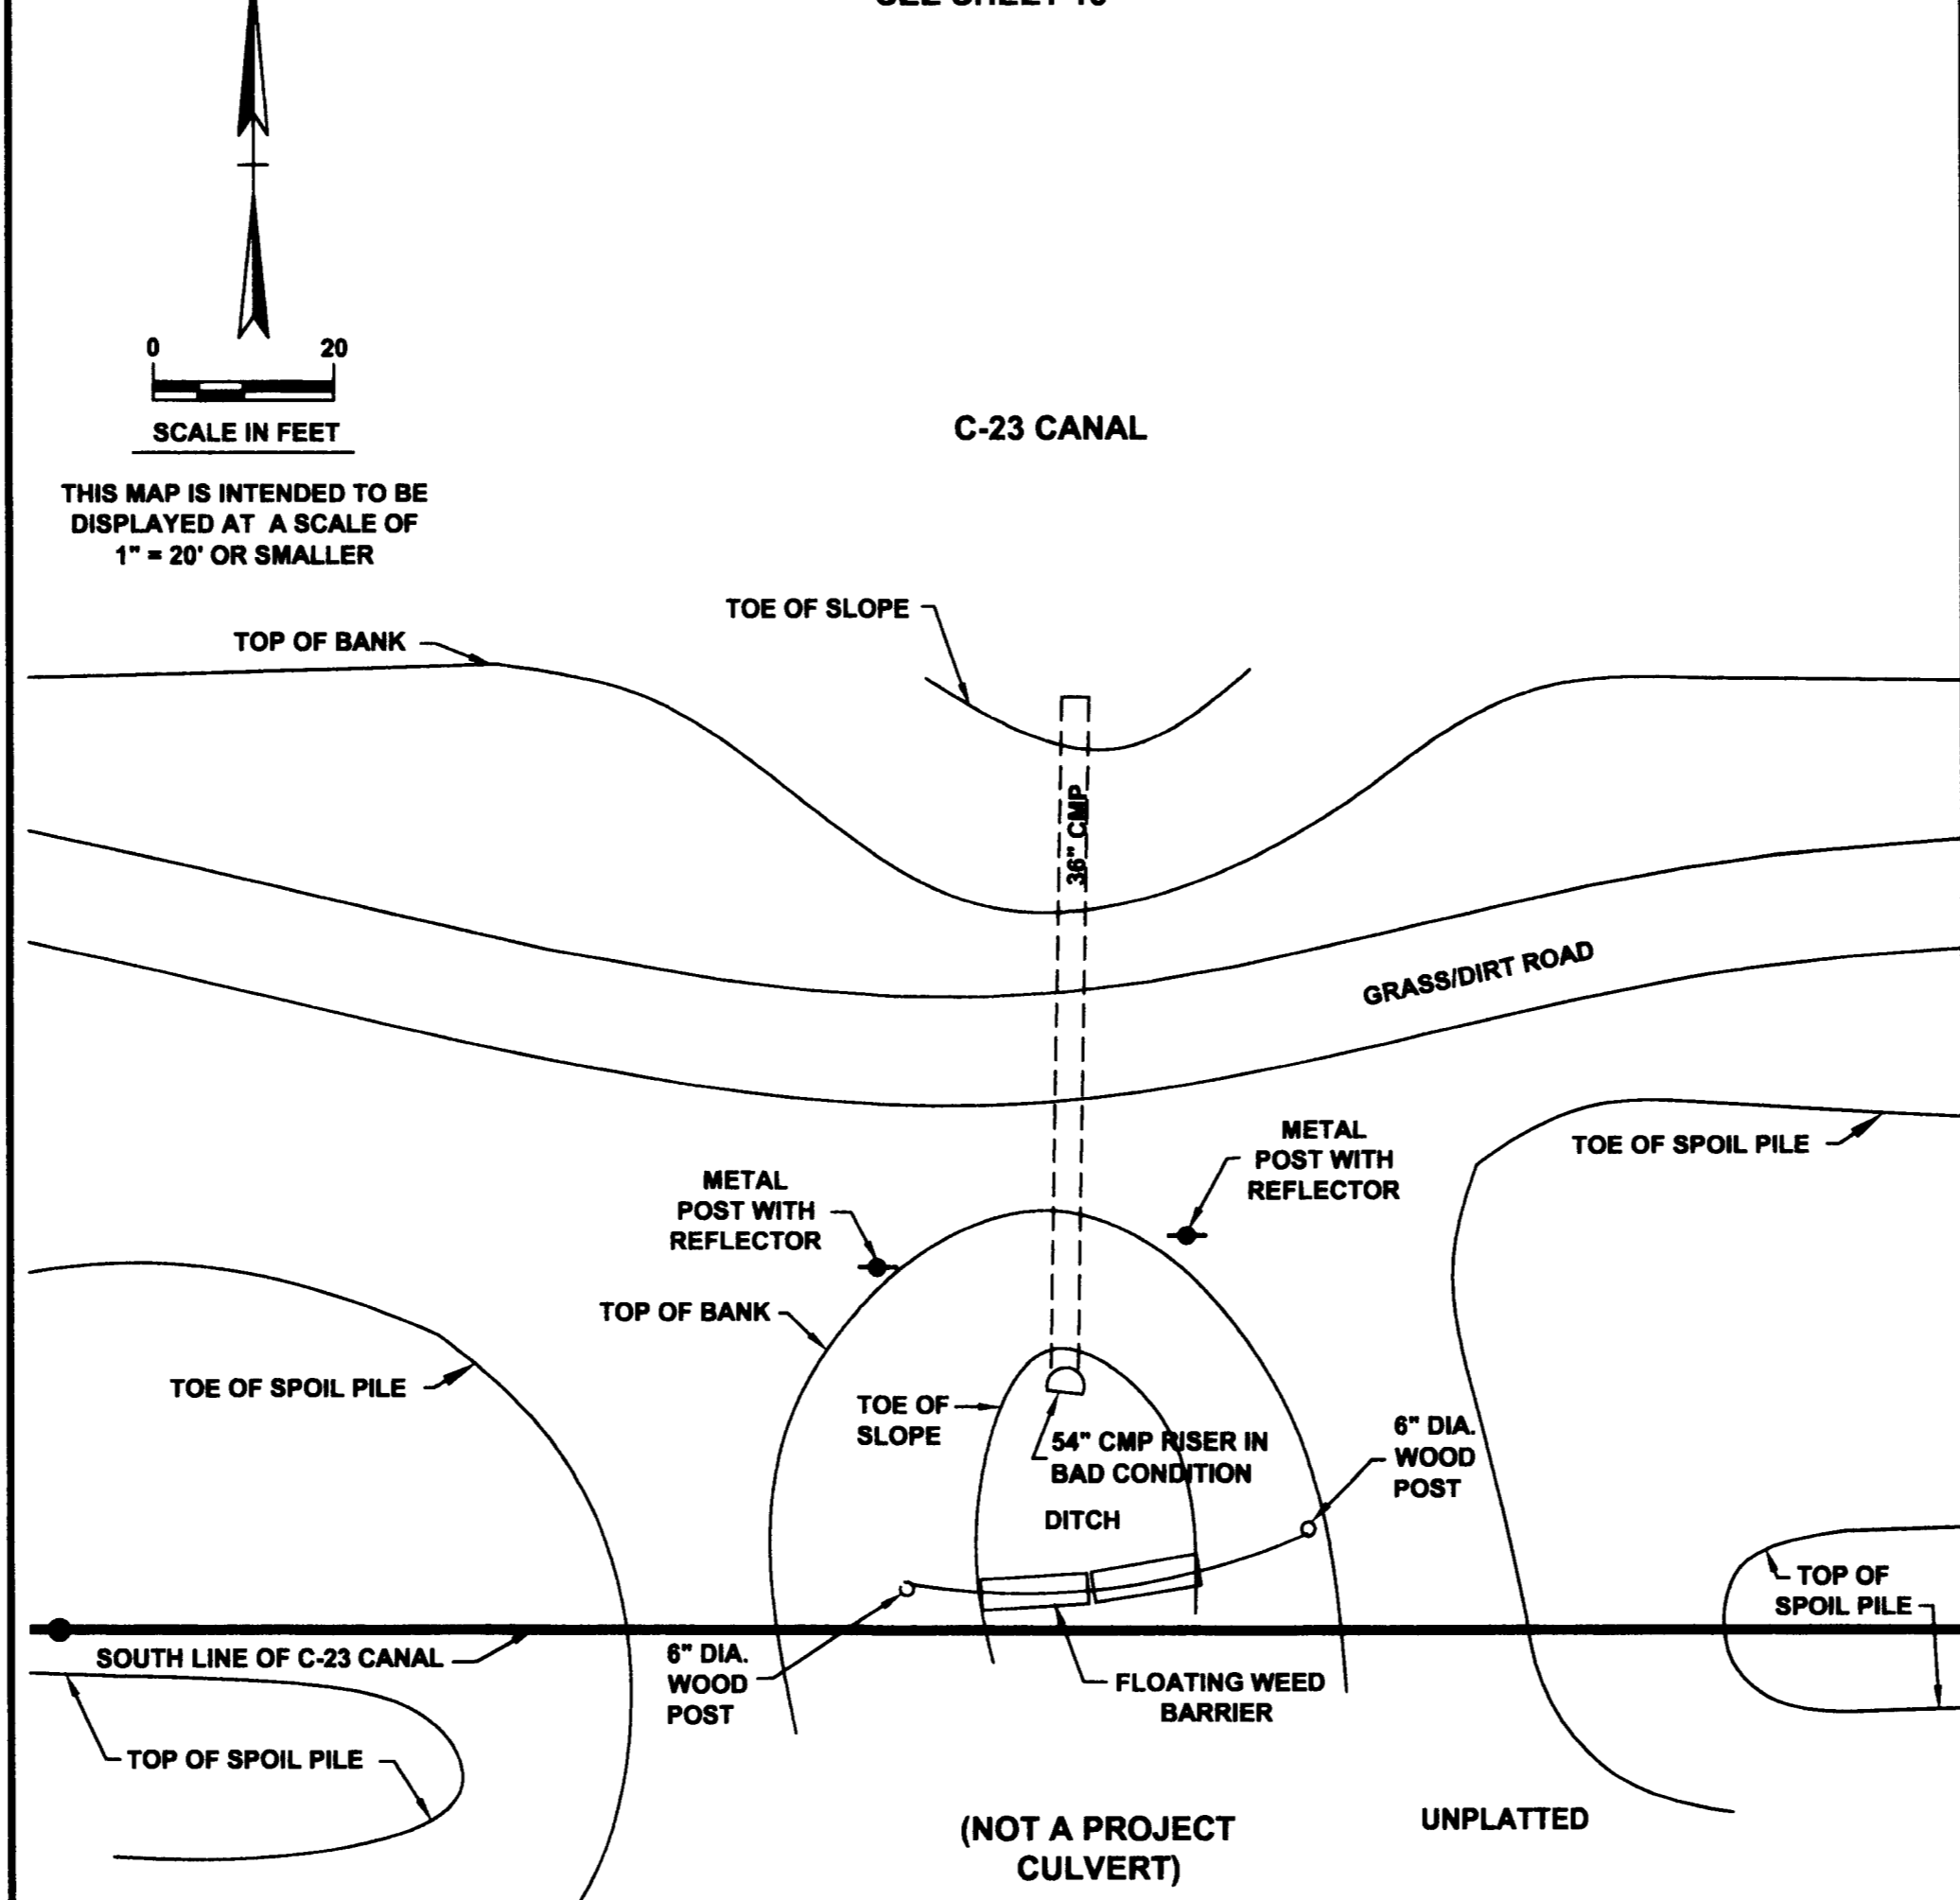 0 20
SCALE IN FEET
THIS MAP IS INTENDED TO BE
DISPLAYED AT A SCALE OF
1" = 20' OR SMALLER
C-23 CANAL
TOE OF SLOPE
TOP OF BANK
36" CMP
GRASS/DIRT ROAD
METAL
POST WITH
REFLECTOR
TOE OF SPOIL PILE
METAL
POST WITH
REFLECTOR
TOP OF BANK
TOE OF SPOIL PILE
TOE OF
SLOPE
54" CMP RISER IN
BAD CONDITION
6" DIA.
WOOD
POST
DITCH
TOP OF
SPOIL PILE
SOUTH LINE OF C-23 CANAL
6" DIA.
WOOD
POST
FLOATING WEED
BARRIER
TOP OF SPOIL PILE
(NOT A PROJECT
CULVERT)
UNPLATTED